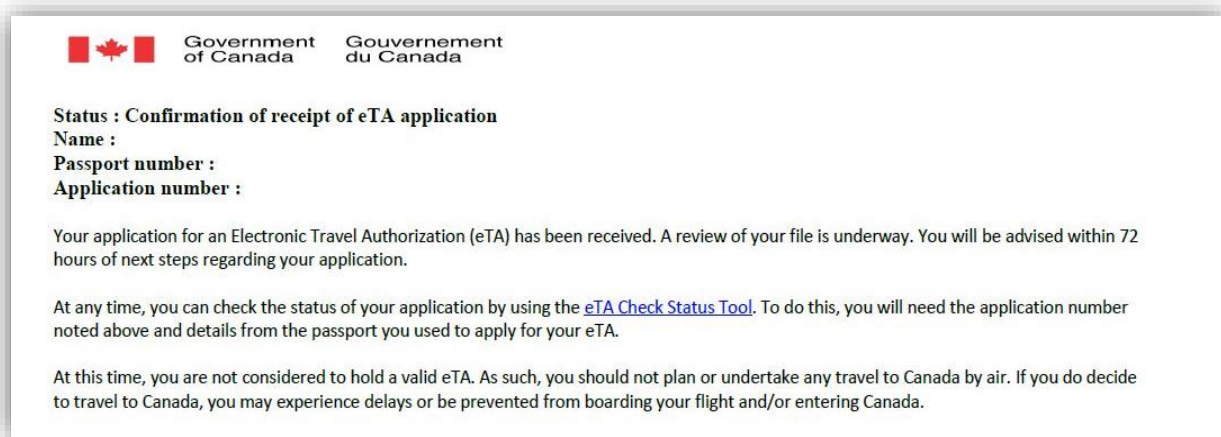 Government Gouvernement
of Canada du Canada
Status : Confirmation of receipt of eTA application
Name :
Passport number :
Application number :
Your application for an Electronic Travel Authorization (eTA) has been received. A review of your file is underway. You will be advised within 72
hours of next steps regarding your application.
At any time, you can check the status of your application by using the eTA Check Status Tool. To do this, you will need the application number
noted above and details from the passport you used to apply for your eTA.
At this time, you are not considered to hold a valid eTA. As such, you should not plan or undertake any travel to Canada by air. If you do decide
to travel to Canada, you may experience delays or be prevented from boarding your flight and/or entering Canada.